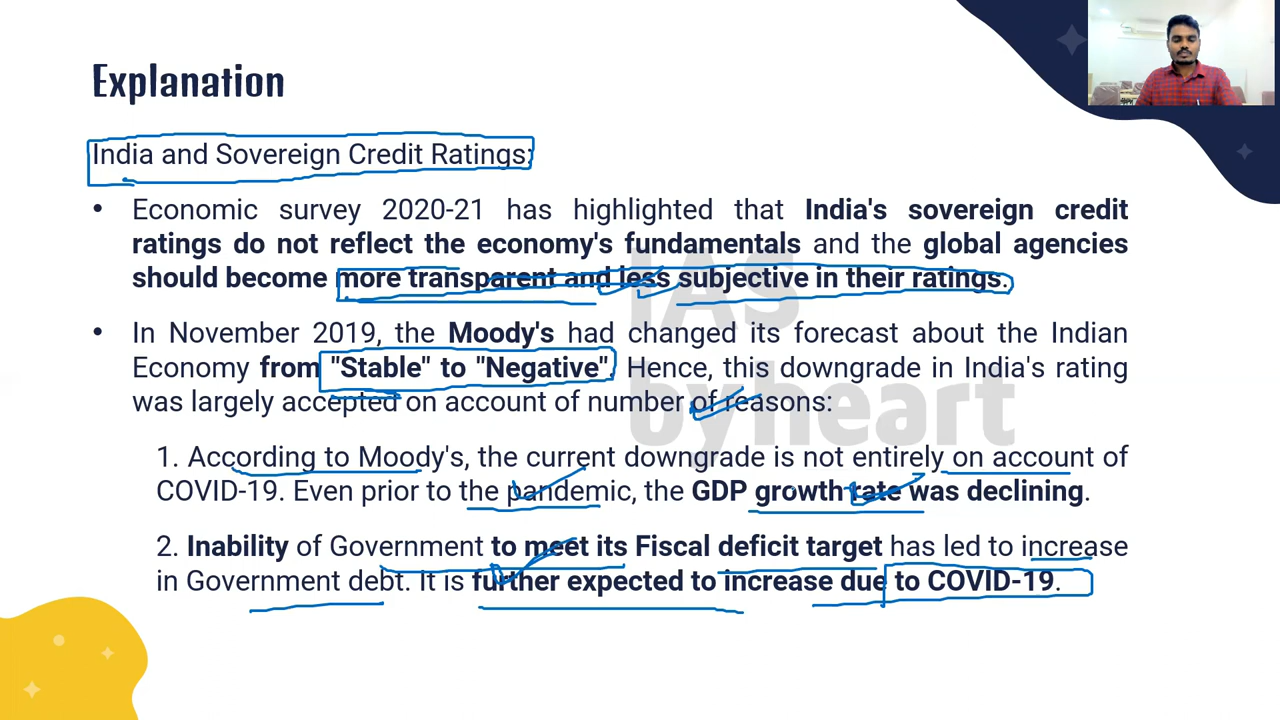 Explanation
India and Sovereign Credit Ratings:
• Economic survey 2020-21 has highlighted that India's sovereign credit
ratings do not reflect the economy's fundamentals and the global agencies
should become more transparent and less subjective in their ratings.
• In November 2019, the Moody's had changed its forecast about the Indian
Economy from "Stable" to "Negative". Hence, this downgrade in India's rating
was largely accepted on account of number of reasons:
1. According to Moody's, the current downgrade is not entirely on account of
COVID-19. Even prior to the pandemic, the GDP growth rate was declining.
2. Inability of Government to meet its Fiscal deficit target has led to increase
in Government debt. It is further expected to increase due to COVID-19.
IAS
byheart